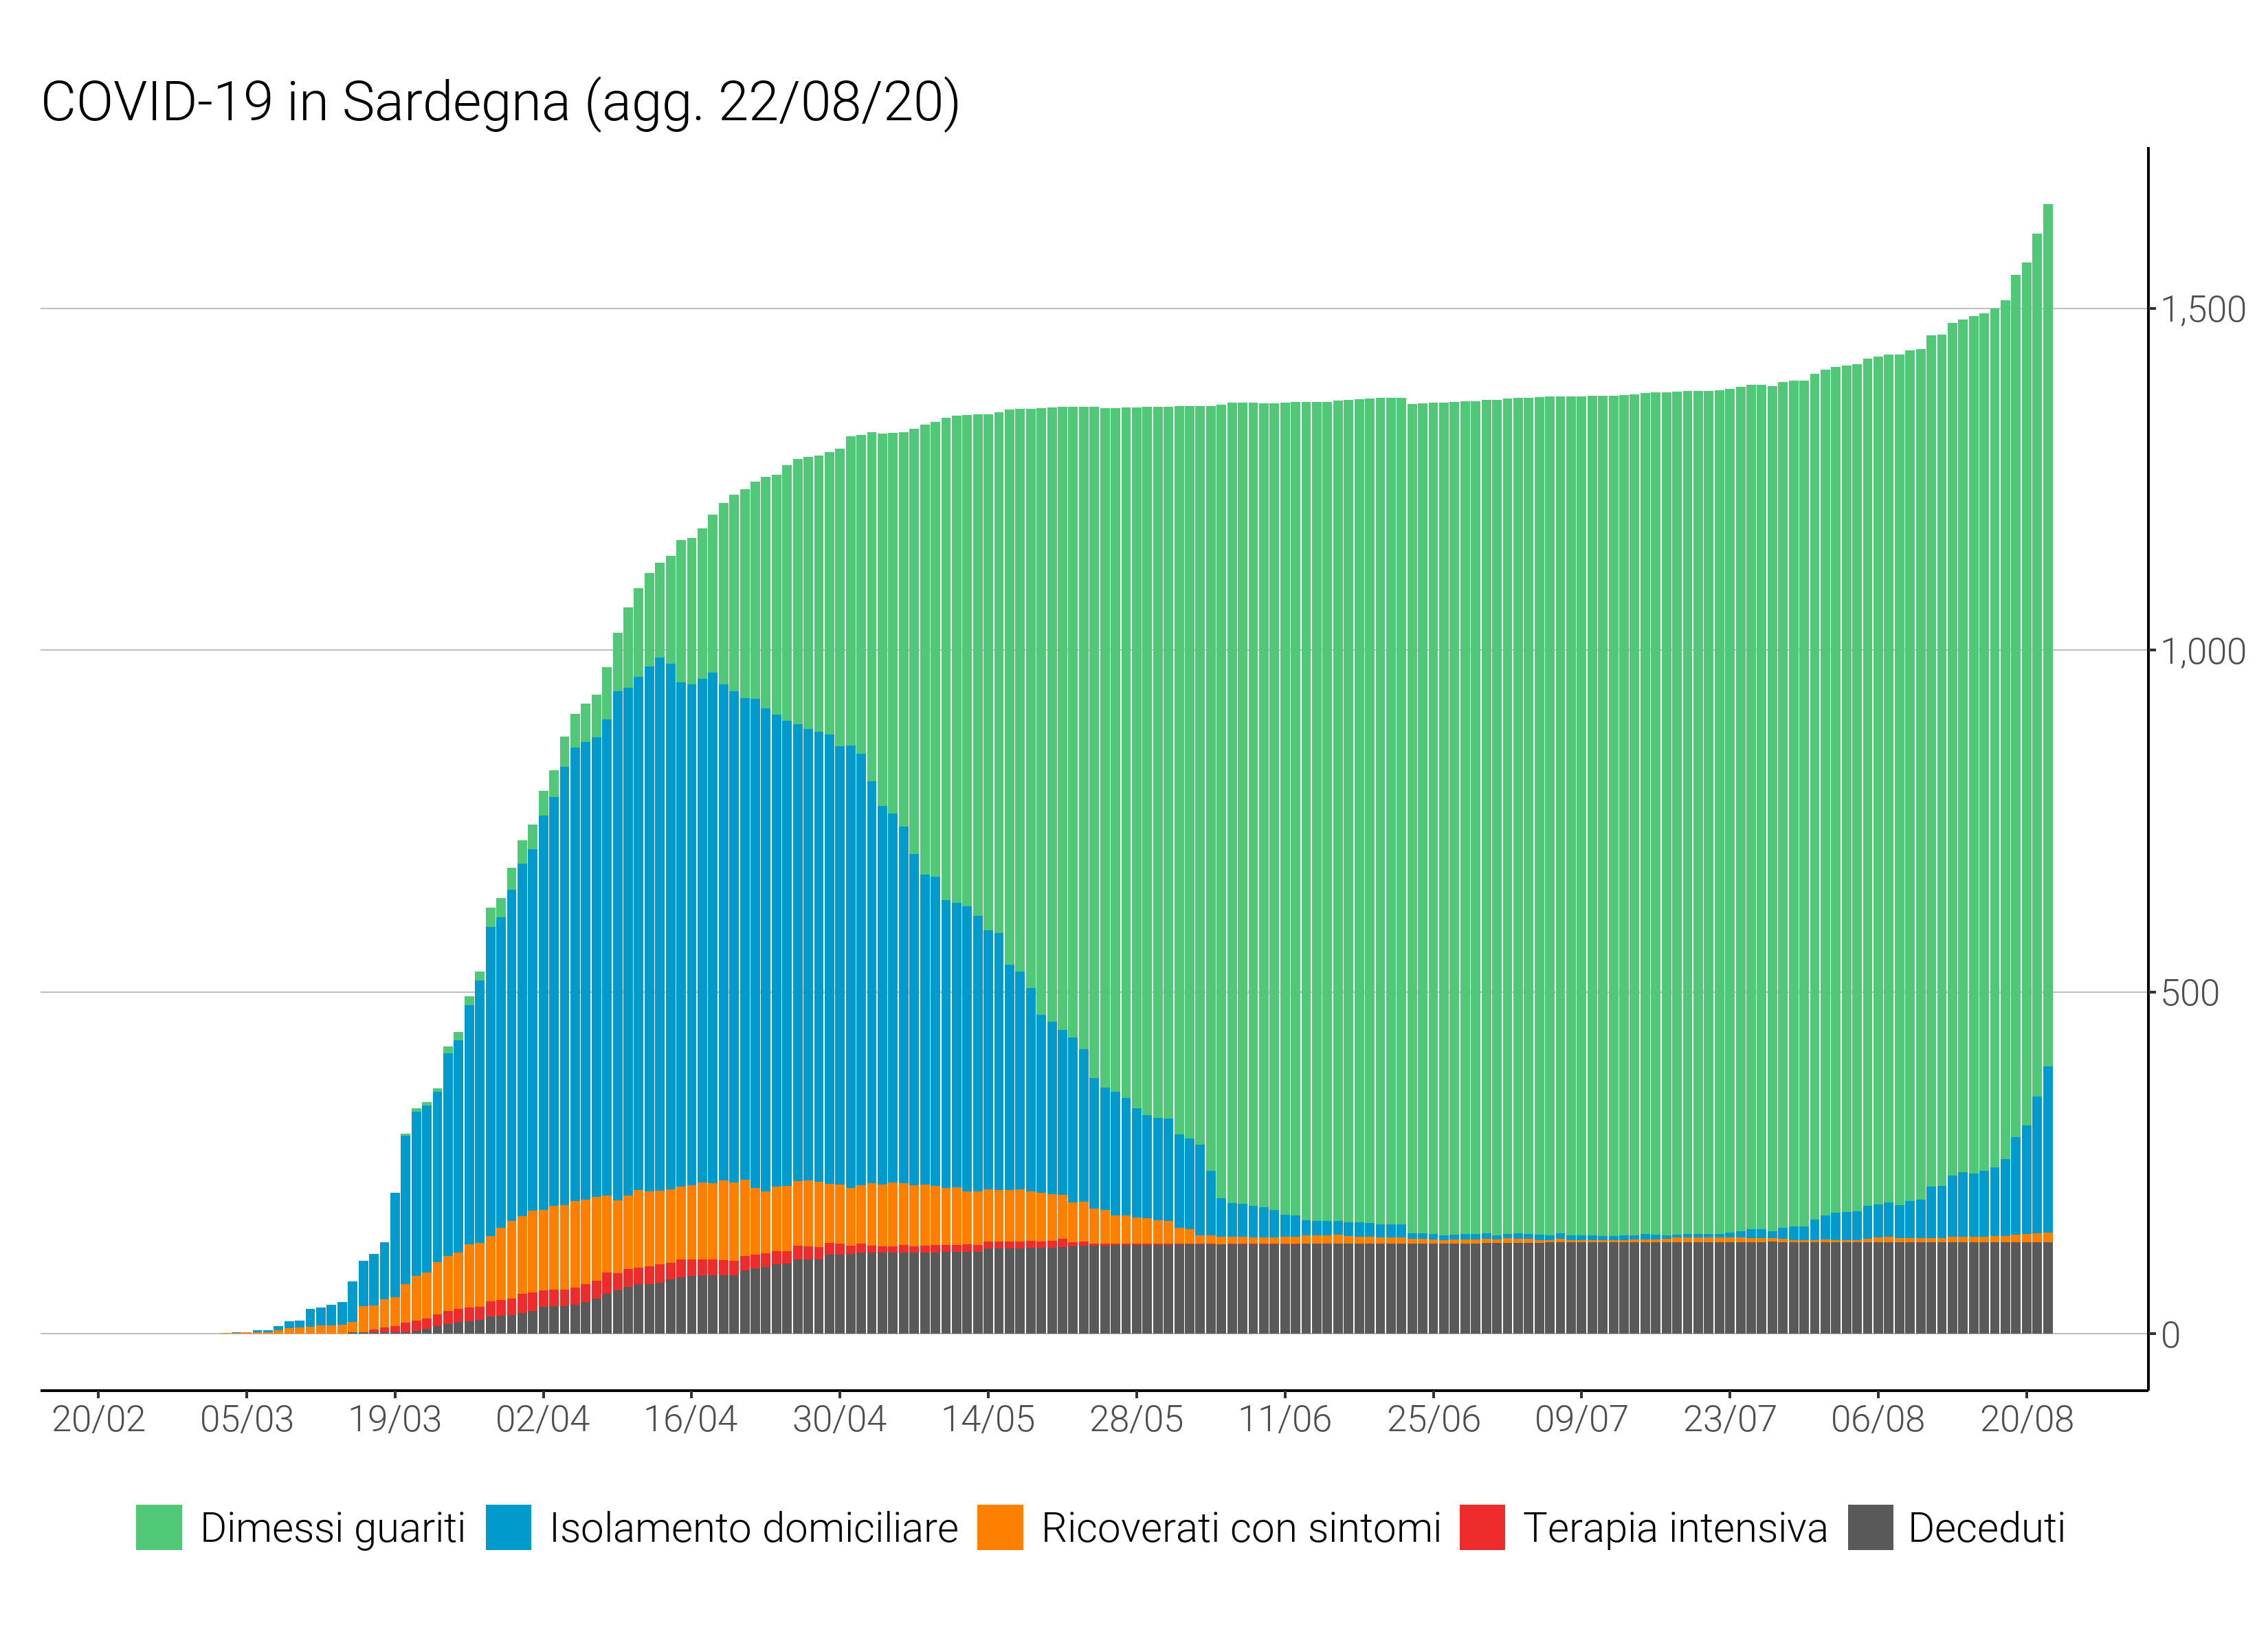 COVID-19 in Sardegna (agg. 22/08/20)
1,500
1,000
500
0
20/02 05/03 19/03 02/04 16/04 30/04 14/05 28/05 11/06 25/06 09/07 23/07 06/08 20/08
Dimessi guariti Isolamento domiciliare Ricoverati con sintomi Terapia intensiva Deceduti